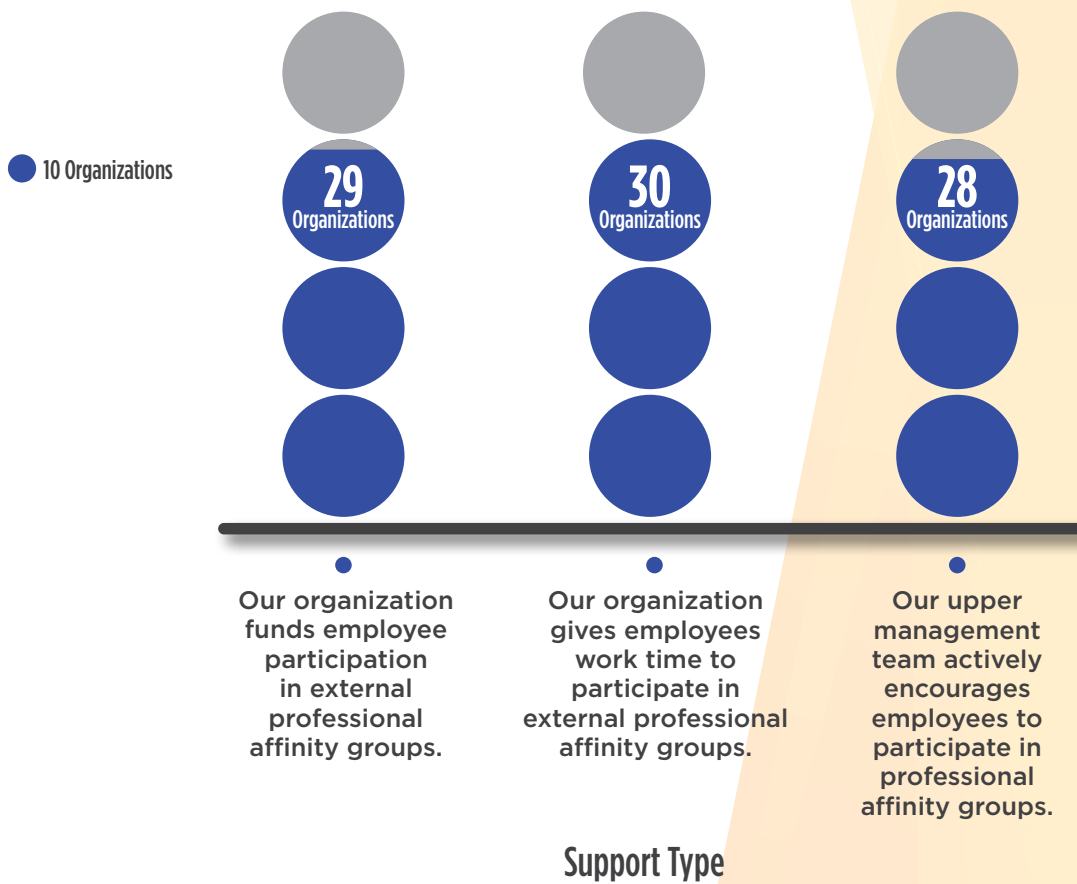 10 Organizations
29
Organizations
30
Organizations
28
Organizations
Our organization
funds employee
participation
in external
professional
affinity groups.
Our organization
gives employees
work time to
participate in
external professional
affinity groups.
Our upper
management
team actively
encourages
employees to
participate in
professional
affinity groups.
Support Type